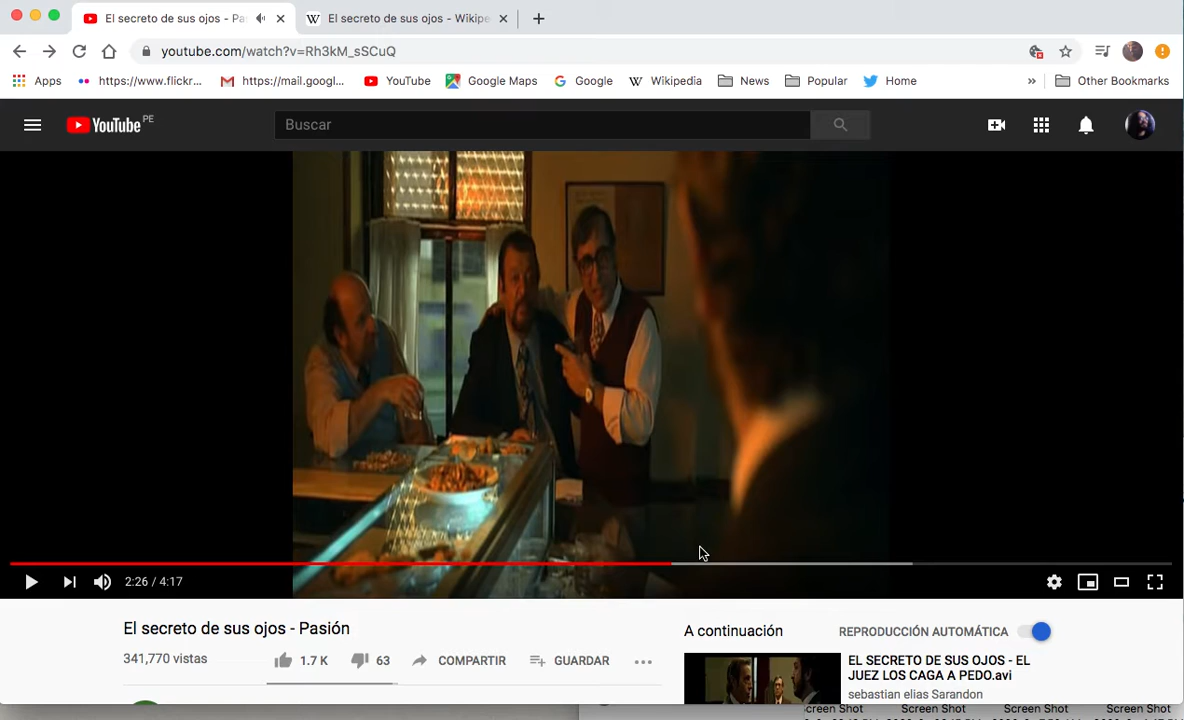 El secreto de sus ojos - Pa
El secreto de sus ojos - Wikipe
youtube.com/watch?v=Rh3kM_sSCuQ
Apps https://www.flickr... https://mail.googl... YouTube Google Maps Google Wikipedia News Popular Home » Other Bookmarks
YouTube PE
Buscar
2:26 / 4:17
El secreto de sus ojos - Pasión
341,770 vistas
1.7 K 63 COMPARTIR GUARDAR
A continuación
REPRODUCCIÓN AUTOMÁTICA
EL SECRETO DE SUS OJOS - EL
JUEZ LOS CAGA A PEDO.avi
sebastian elias Sarandon
Screen Shot Screen Shot Screen Shot Screen Shot